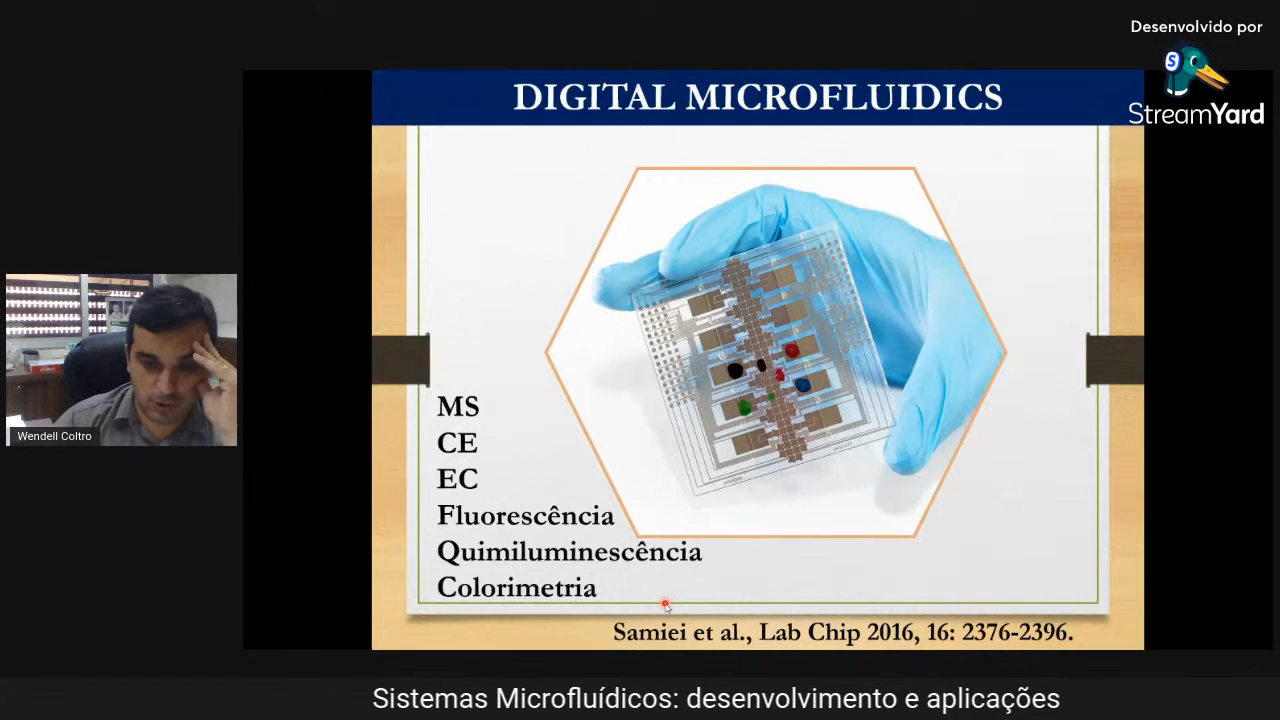 Desenvolvido por
StreamYard
DIGITAL MICROFLUIDICS
MS
CE
EC
Fluorescência
Quimiluminescência
Colorimetria
Samiei et al., Lab Chip 2016, 16: 2376-2396.
Wendell Coltro
Sistemas Microfluídicos: desenvolvimento e aplicações